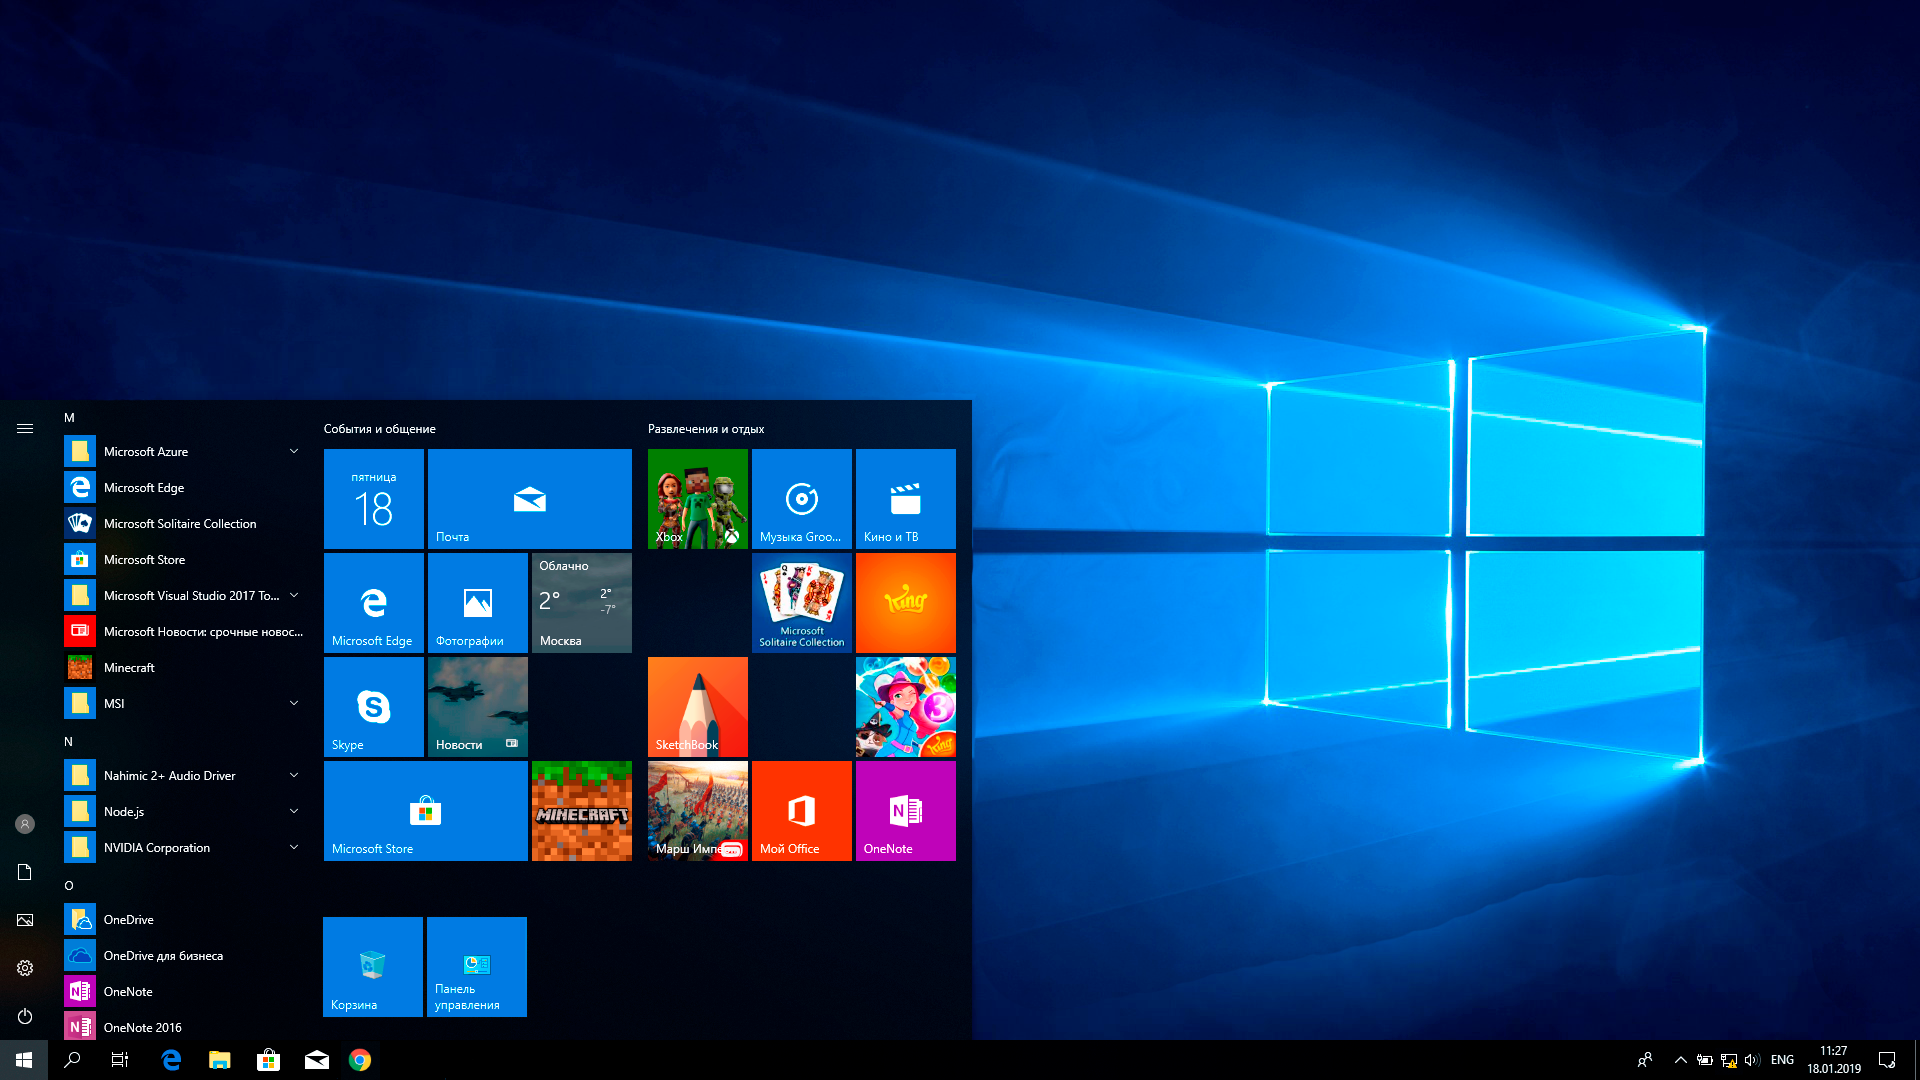 M
Microsoft Azure
Microsoft Edge
Microsoft Solitaire Collection
Microsoft Store
Microsoft Visual Studio 2017 To...
Microsoft Новости: срочные новос...
Minecraft
MSI
N
Nahimic 2+ Audio Driver
Node.js
NVIDIA Corporation
O
OneDrive
OneDrive для бизнеса
OneNote
OneNote 2016
События и общение
пятница
18
Почта
Microsoft Edge
Фотографии
Облачно
2° 2°
-7°
Москва
Skype
Новости
Microsoft Store
MINECRAFT
Корзина
Панель
управления
Развлечения и отдых
Xbox
Музыка Groo...
Кино и ТВ
Microsoft
Solitaire Collection
King
SketchBook
3
King
Марш Импе
Мой Office
OneNote
ENG
11:27
18.01.2019